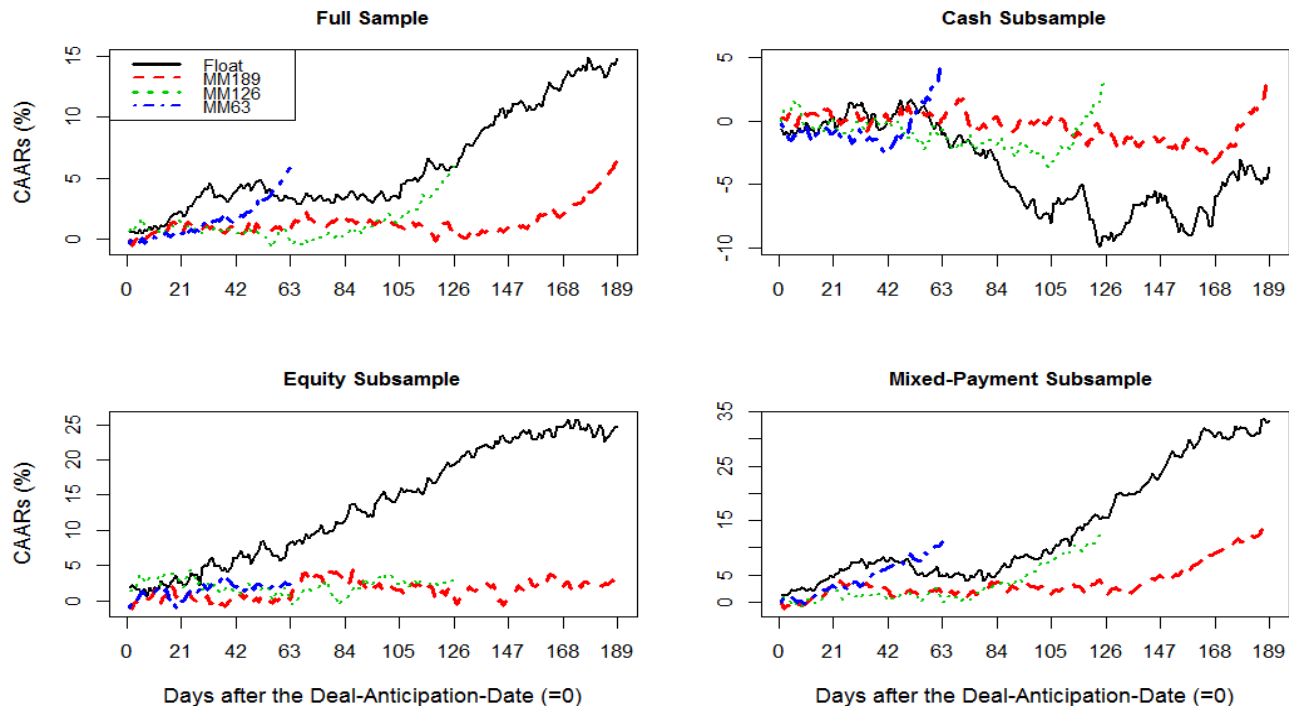 Full Sample
CAARs (%)
15
10
5
0
Float
MM189
MM126
MM63
0 21 42 63 84 105 126 147 168 189
Cash Subsample
5
0
-5
-10
0 21 42 63 84 105 126 147 168 189
Equity Subsample
CAARs (%)
25
20
15
10
5
0
0 21 42 63 84 105 126 147 168 189
Days after the Deal-Anticipation-Date (=0)
Mixed-Payment Subsample
35
25
15
5
0
0 21 42 63 84 105 126 147 168 189
Days after the Deal-Anticipation-Date (=0)